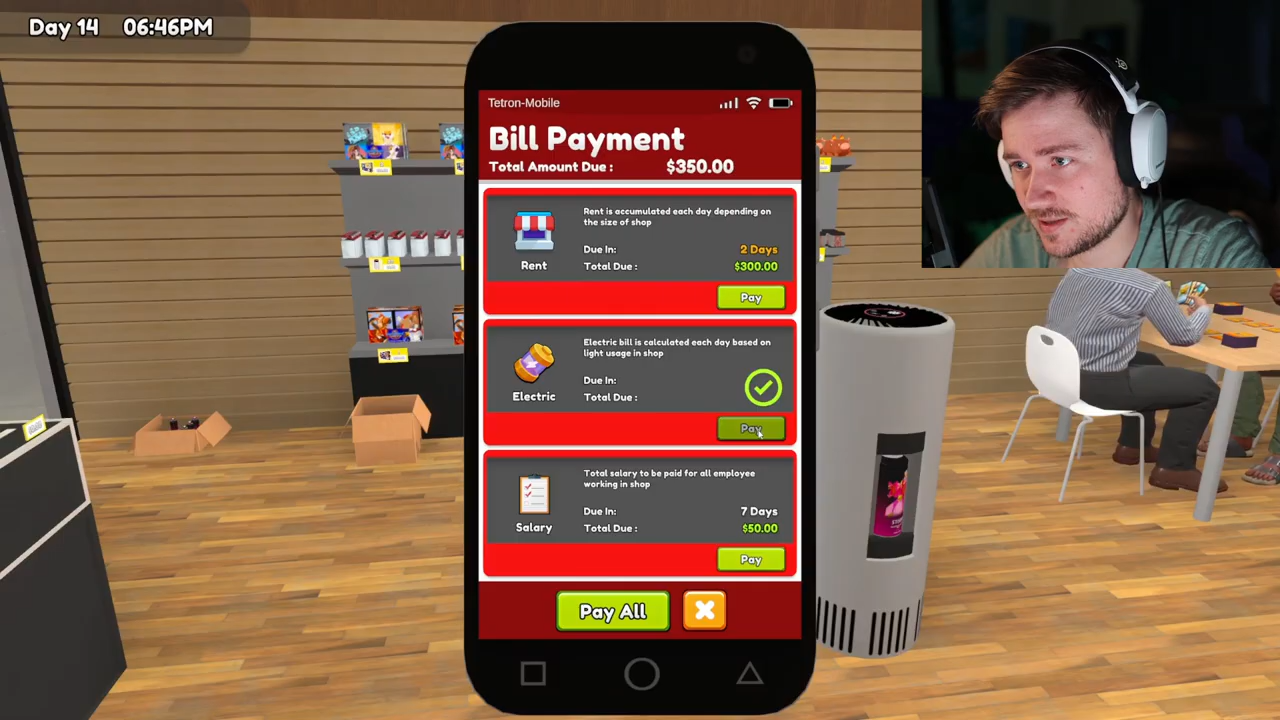 Day 14 06:46PM
Tetron-Mobile
Bill Payment
Total Amount Due : $350.00
Rent is accumulated each day depending on
the size of shop
Due In: 2 Days
Rent
Total Due : $300.00
Pay
Electric bill is calculated each day based on
light usage in shop
Due In:
Electric
Total Due :
Pay
Total salary to be paid for all employee
working in shop
Due In: 7 Days
Salary
Total Due : $50.00
Pay
Pay All